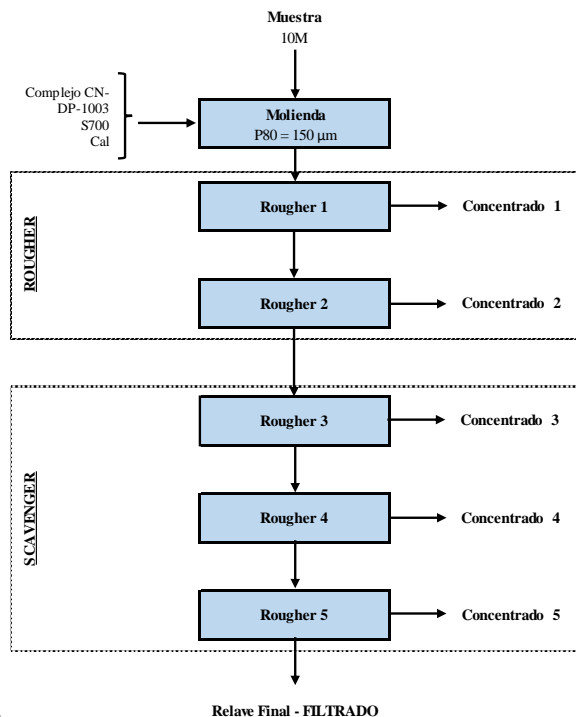 Muestra
10M
Complejo CN-
DP-1003
S700
Cal
Molienda
P80 = 150 µm
ROUGHER
Rougher 1
Concentrado 1
Rougher 2
Concentrado 2
SCAVENGER
Rougher 3
Concentrado 3
Rougher 4
Concentrado 4
Rougher 5
Concentrado 5
Relave Final - FILTRADO